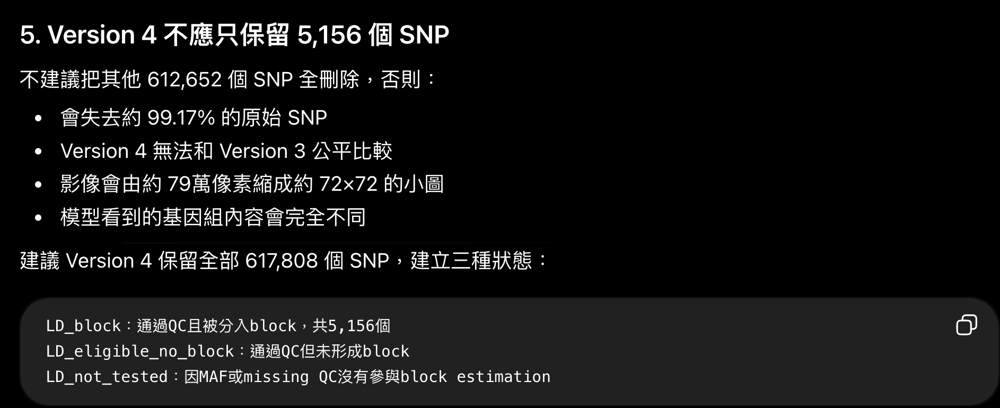 5. Version 4 不應只保留 5,156 個 SNP
不建議把其他 612,652 個 SNP 全刪除，否則：
• 會失去約 99.17% 的原始 SNP
• Version 4 無法和 Version 3 公平比較
• 影像會由約 79萬像素縮成約 72×72 的小圖
• 模型看到的基因組內容會完全不同
建議 Version 4 保留全部 617,808 個 SNP，建立三種狀態：
LD_block：通過QC且被分入block，共5,156個
LD_eligible_no_block：通過QC但未形成block
LD_not_tested：因MAF或missing QC沒有參與block estimation